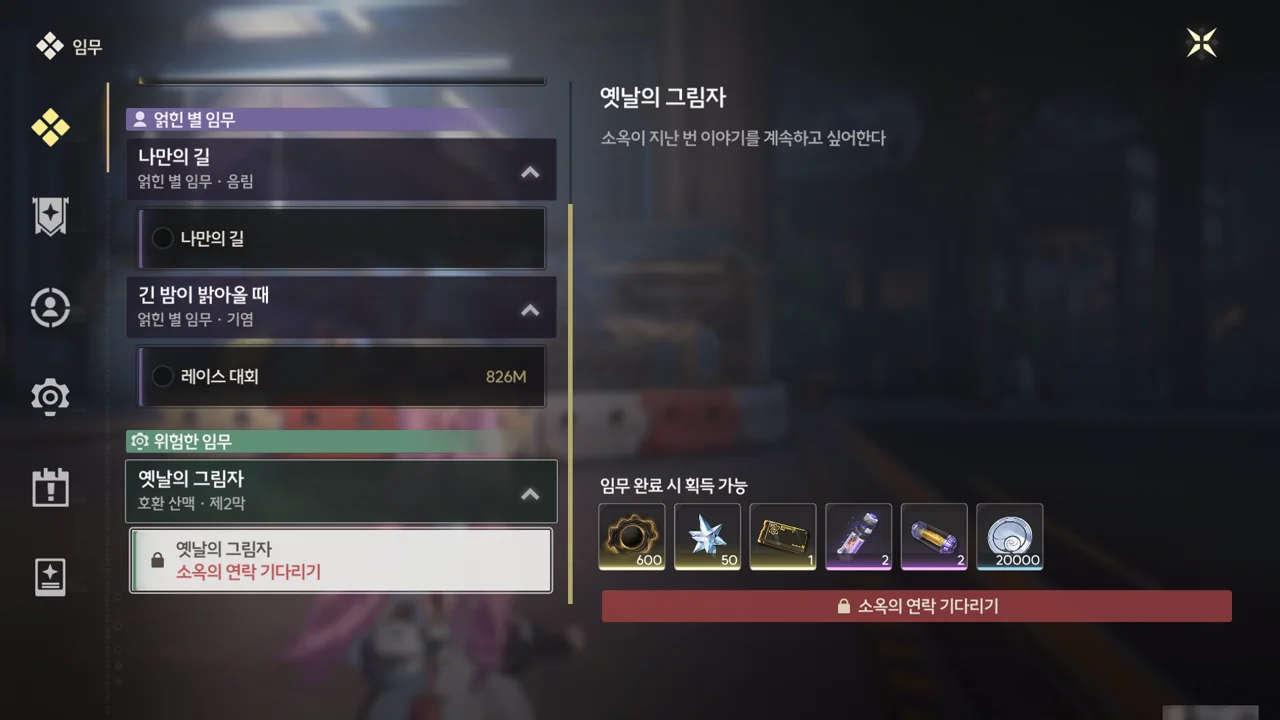 임무
얽힌 별 임무
나만의 길
얽힌 별 임무 · 음림
나만의 길
긴 밤이 밝아올 때
얽힌 별 임무 · 기염
레이스 대회
826M
위험한 임무
옛날의 그림자
호환 산맥 · 제2막
옛날의 그림자
소옥의 연락 기다리기
옛날의 그림자
소옥이 지난 번 이야기를 계속하고 싶어한다
임무 완료 시 획득 가능
600
50
1
2
2
20000
소옥의 연락 기다리기